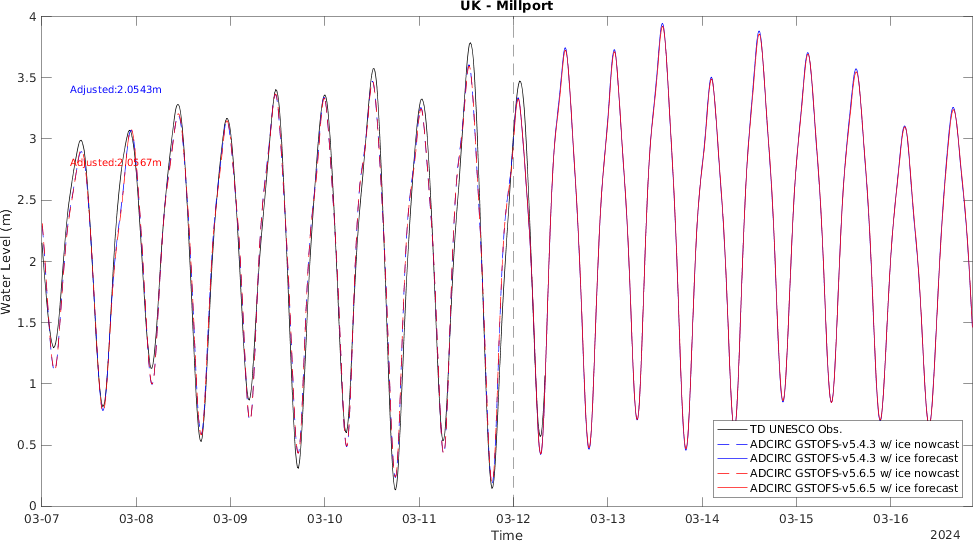 UK - Millport
4
3.5
3
2.5
2
1.5
1
0.5
0
Water Level (m)
Adjusted:2.0543m
Adjusted:2.0567m
TD UNESCO Obs.
ADCIRC GSTOFS-v5.4.3 w/ ice nowcast
ADCIRC GSTOFS-v5.4.3 w/ ice forecast
ADCIRC GSTOFS-v5.6.5 w/ ice nowcast
ADCIRC GSTOFS-v5.6.5 w/ ice forecast
03-07 03-08 03-09 03-10 03-11 03-12 03-13 03-14 03-15 03-16
Time
2024